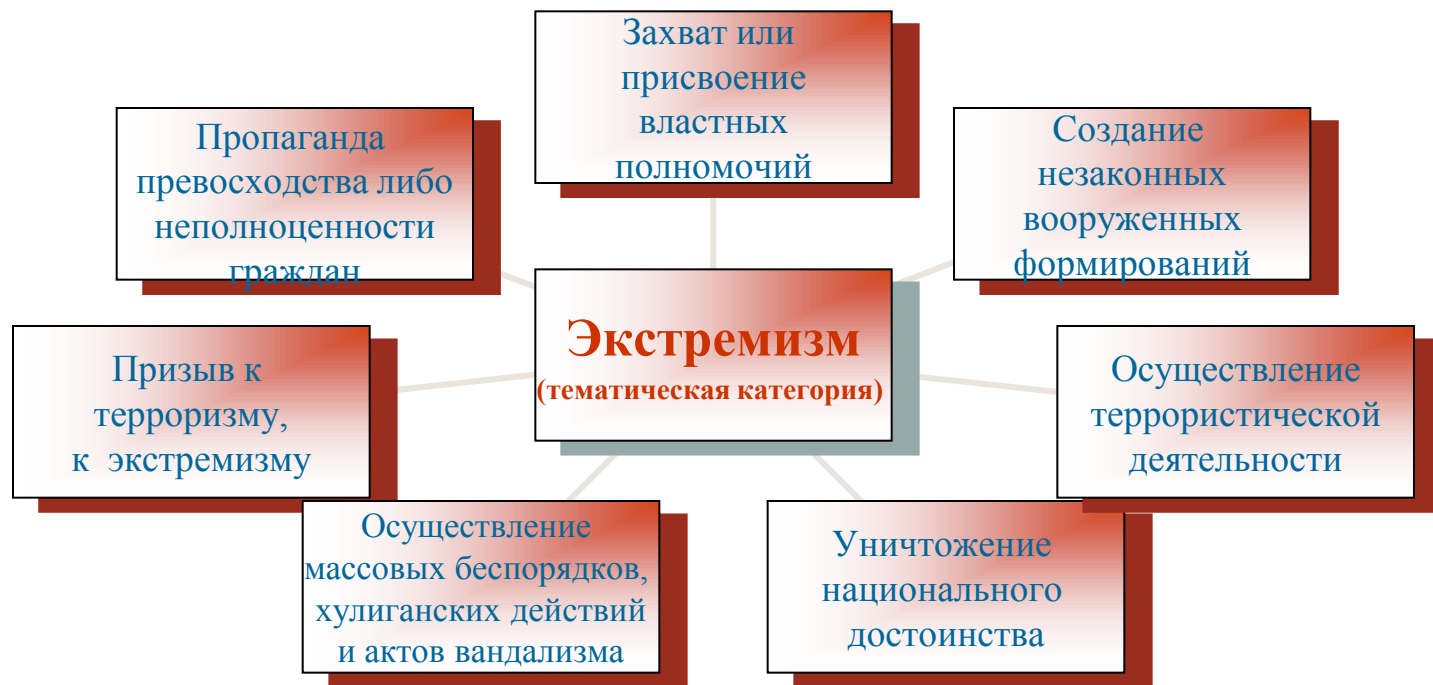 Захват или
присвоение
властных
полномочий
Пропаганда
превосходства либо
неполноценности
граждан
Создание
незаконных
вооруженных
формирований
Экстремизм
(тематическая категория)
Призыв к
терроризму,
к экстремизму
Осуществление
террористической
деятельности
Осуществление
массовых беспорядков,
хулиганских действий
и актов вандализма
Уничтожение
национального
достоинства